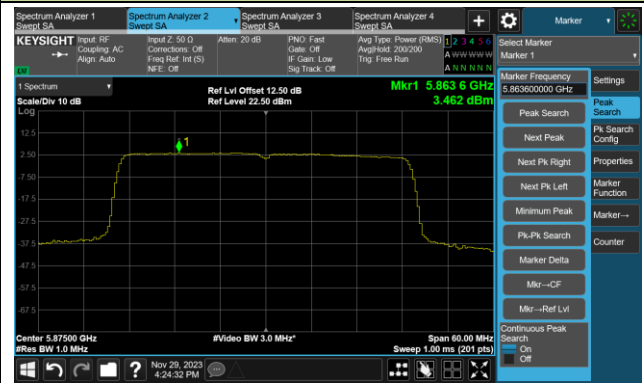 Spectrum Analyzer 1
Swept SA
Spectrum Analyzer 2
Swept SA
Spectrum Analyzer 3
Swept SA
Spectrum Analyzer 4
Swept SA
Marker
KEYSIGHT
Input: RF
Coupling: AC
Align: Auto
Input Z: 50 Ω
Corrections: Off
Freq Ref: Int (S)
NFE: Off
Atten: 20 dB
PNO: Fast
Gate: Off
IF Gain: Low
Sig Track: Off
Avg Type: Power (RMS)
Avg|Hold: 200/200
Trig: Free Run
1 2 3 4 5 6
A W W W W W
A N N N N N
LXI
Select Marker
Marker 1
1 Spectrum
Scale/Div 10 dB
Ref Lvl Offset 12.50 dB
Ref Level 22.50 dBm
Mkr1 5.863 6 GHz
3.462 dBm
Log
12.5
2.50
-7.50
-17.5
-27.5
-37.5
-47.5
-57.5
-67.5
1
Center 5.87500 GHz
#Res BW 1.0 MHz
#Video BW 3.0 MHz*
Span 60.00 MHz
Sweep 1.00 ms (201 pts)
Marker Frequency
5.863600000 GHz
Peak Search
Next Peak
Next Pk Right
Next Pk Left
Minimum Peak
Pk-Pk Search
Marker Delta
Mkr→CF
Mkr→Ref Lvl
Continuous Peak
Search
On
Off
Settings
Peak
Search
Pk Search
Config
Properties
Marker
Function
Marker→
Counter
?
Nov 29, 2023
4:24:32 PM